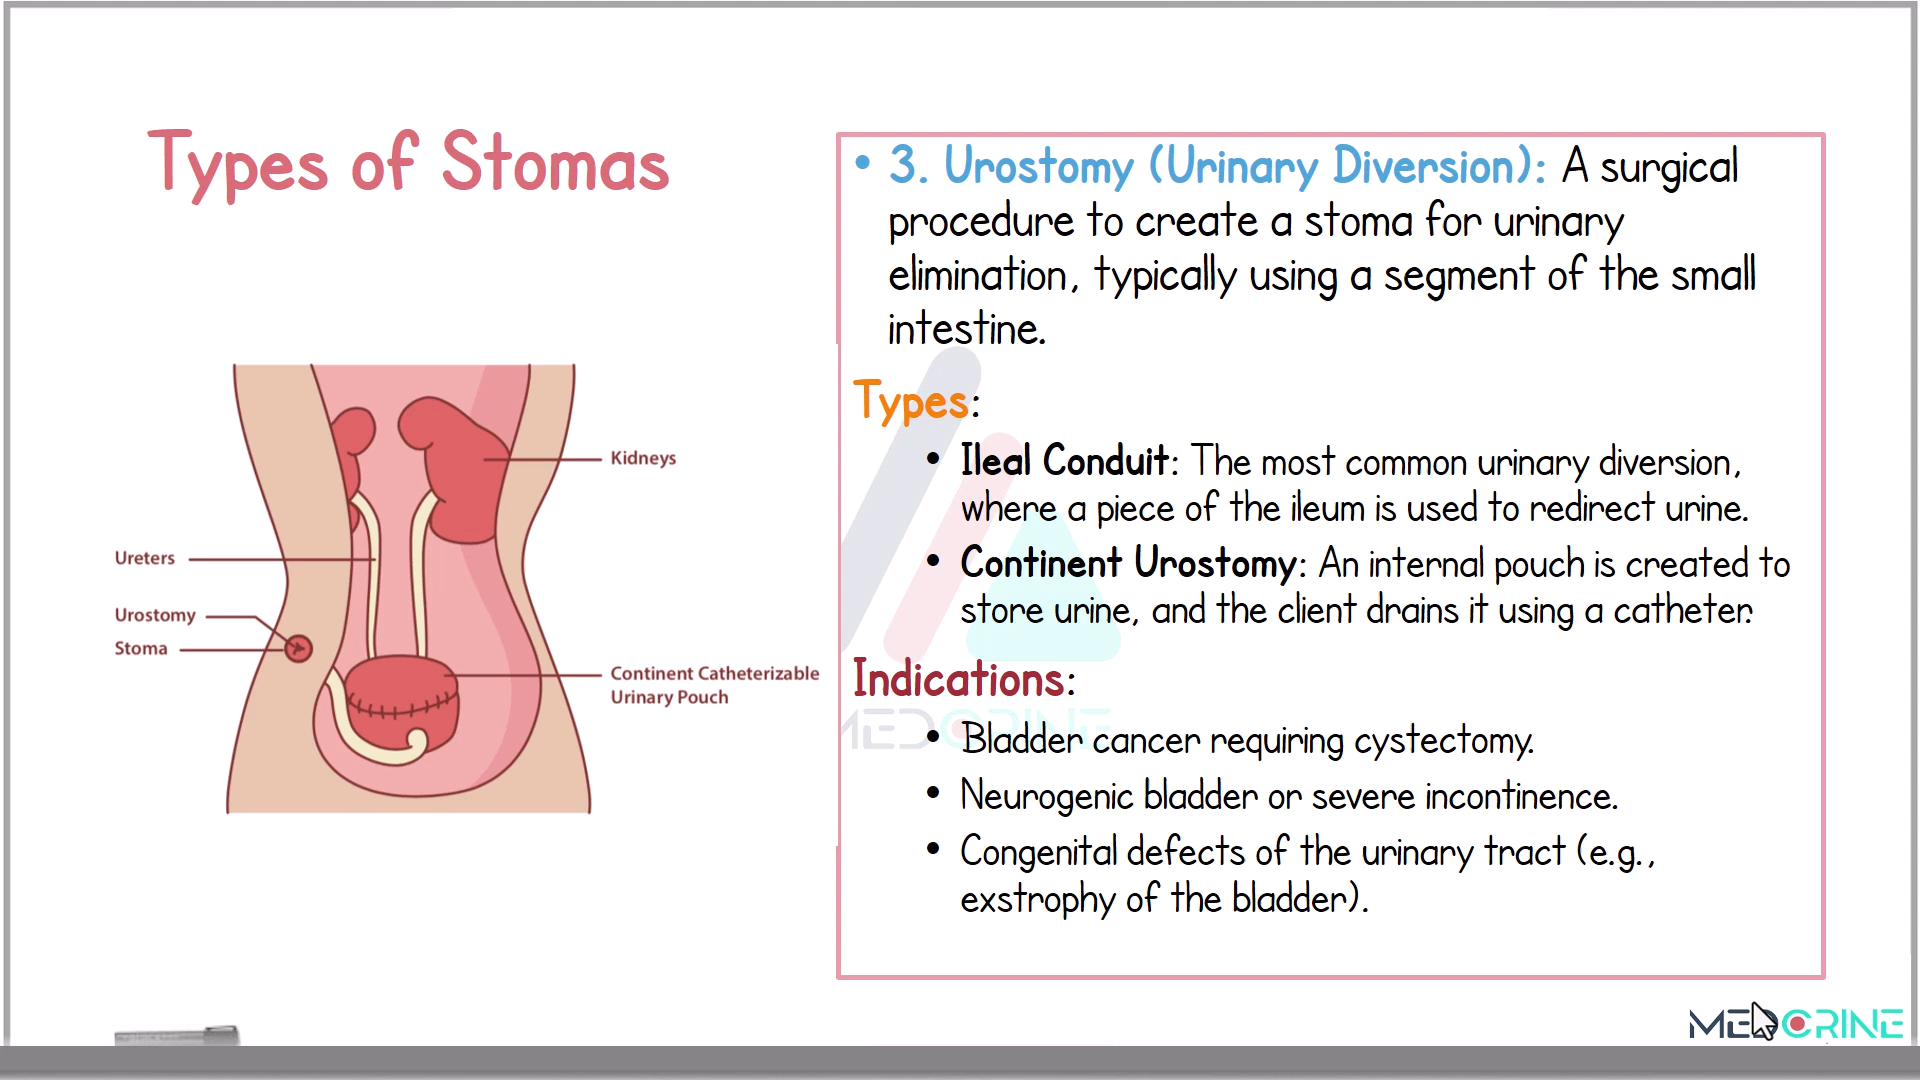 Types of Stomas
• 3. Urostomy (Urinary Diversion): A surgical
procedure to create a stoma for urinary
elimination, typically using a segment of the small
intestine.
Types:
• Ileal Conduit: The most common urinary diversion,
where a piece of the ileum is used to redirect urine.
• Continent Urostomy: An internal pouch is created to
store urine, and the client drains it using a catheter.
Indications:
• Bladder cancer requiring cystectomy.
• Neurogenic bladder or severe incontinence.
• Congenital defects of the urinary tract (e.g.,
exstrophy of the bladder).
Kidneys
Ureters
Urostomy
Stoma
Continent Catheterizable
Urinary Pouch
MEDCRINE
MEDCRINE